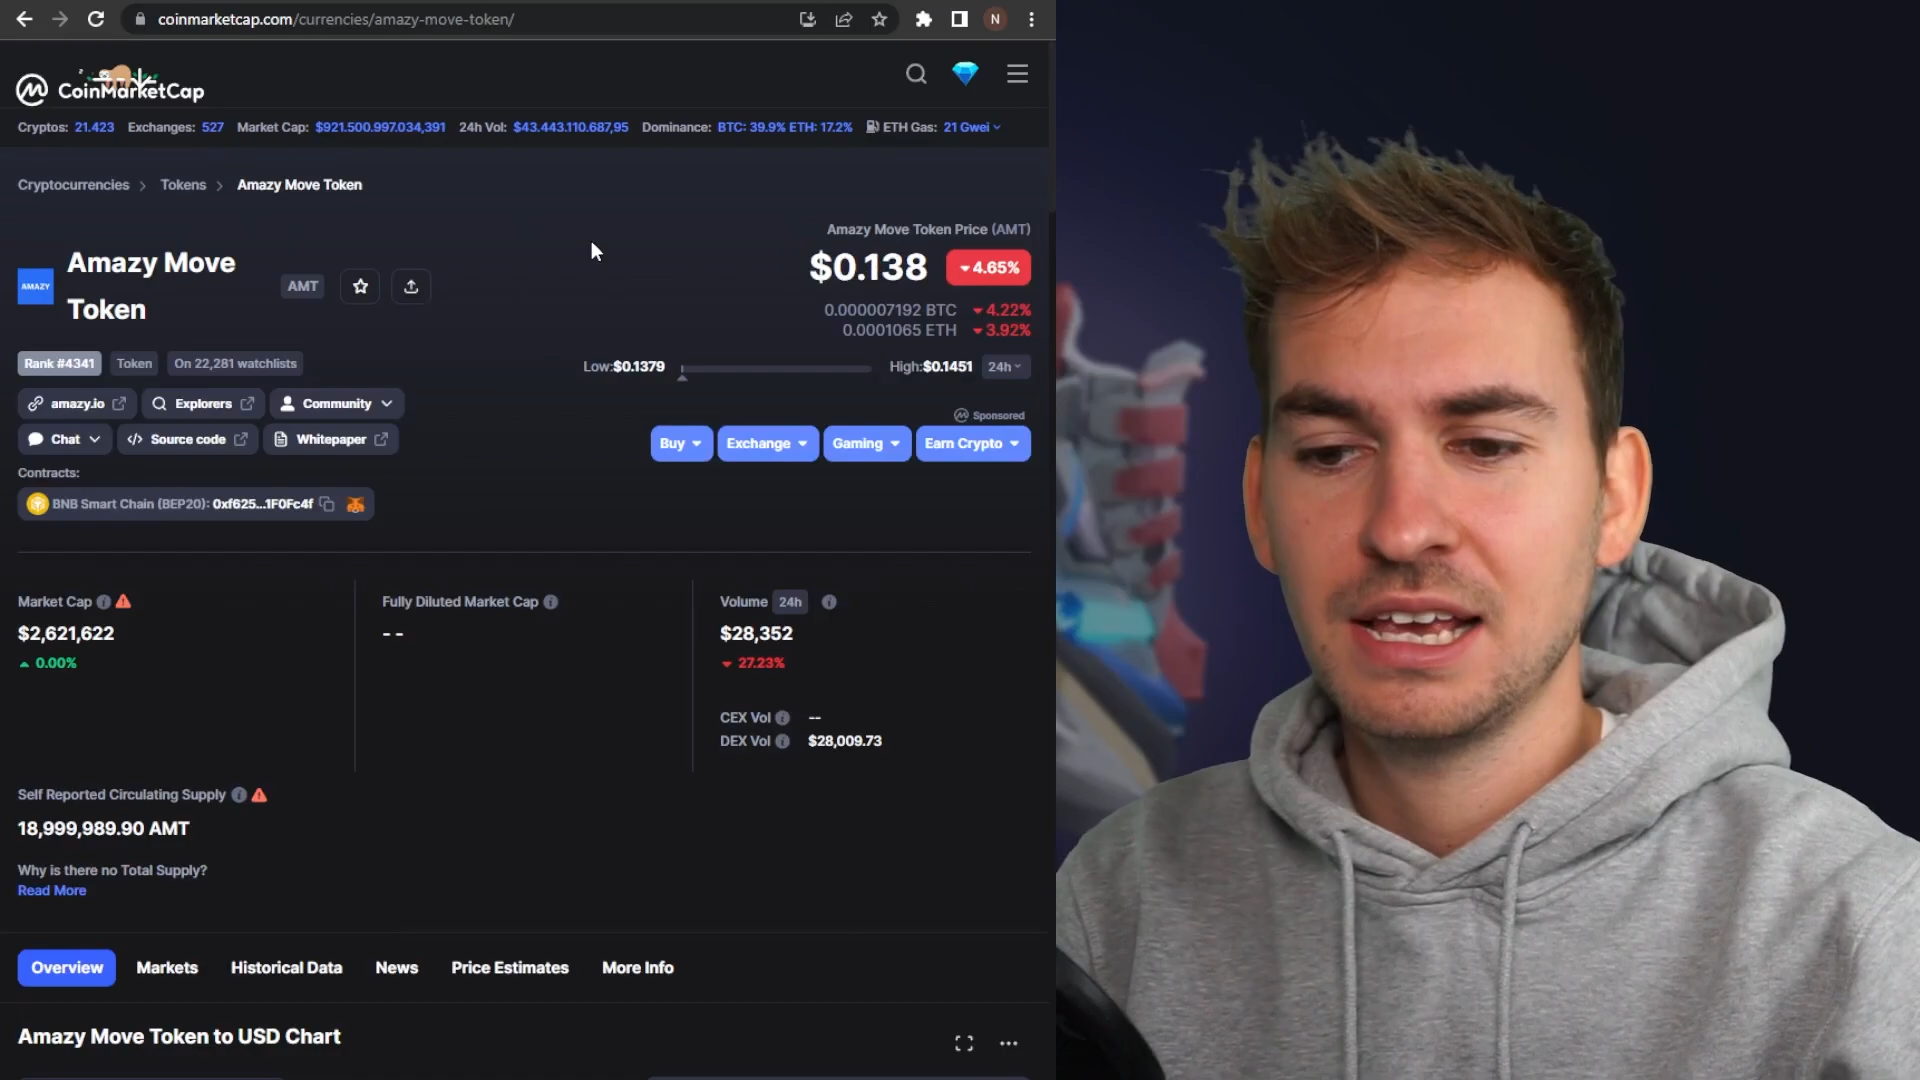 coinmarketcap.com/currencies/amazy-move-token/
N
CoinMarketCap
Cryptos: 21.423 Exchanges: 527 Market Cap: $921.500.997.034,391 24h Vol: $43.443.110.687,95 Dominance: BTC: 39.9% ETH: 17.2% ETH Gas: 21 Gwei
Cryptocurrencies Tokens Amazy Move Token
Amazy Move Token Price (AMT)
$0.138 4.65%
0.000007192 BTC 4.22%
0.0001065 ETH 3.92%
AMAZY
Amazy Move
Token
AMT
Rank #4341 Token On 22,281 watchlists
Low:$0.1379 High:$0.1451 24h
amazy.io Explorers Community
Sponsored
Chat Source code Whitepaper
Buy Exchange Gaming Earn Crypto
Contracts:
BNB Smart Chain (BEP20): 0xf625...1F0Fc4f
Market Cap
$2,621,622
0.00%
Fully Diluted Market Cap
- -
Volume 24h
$28,352
27.23%
CEX Vol --
DEX Vol $28,009.73
Self Reported Circulating Supply
18,999,989.90 AMT
Why is there no Total Supply?
Read More
Overview Markets Historical Data News Price Estimates More Info
Amazy Move Token to USD Chart